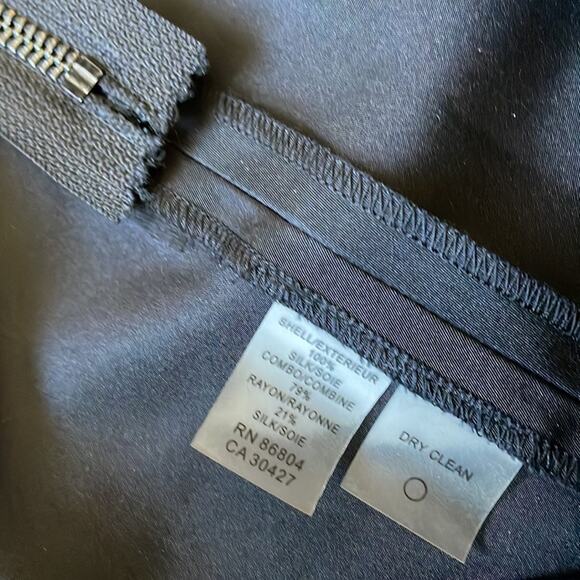 SHELL/EXTERIEUR
100%
SILK/SOIE
COMBO/COMBINE
79%
RAYON/RAYONNE
21%
SILK/SOIE
RN 86804
CA 30427
DRY CLEAN